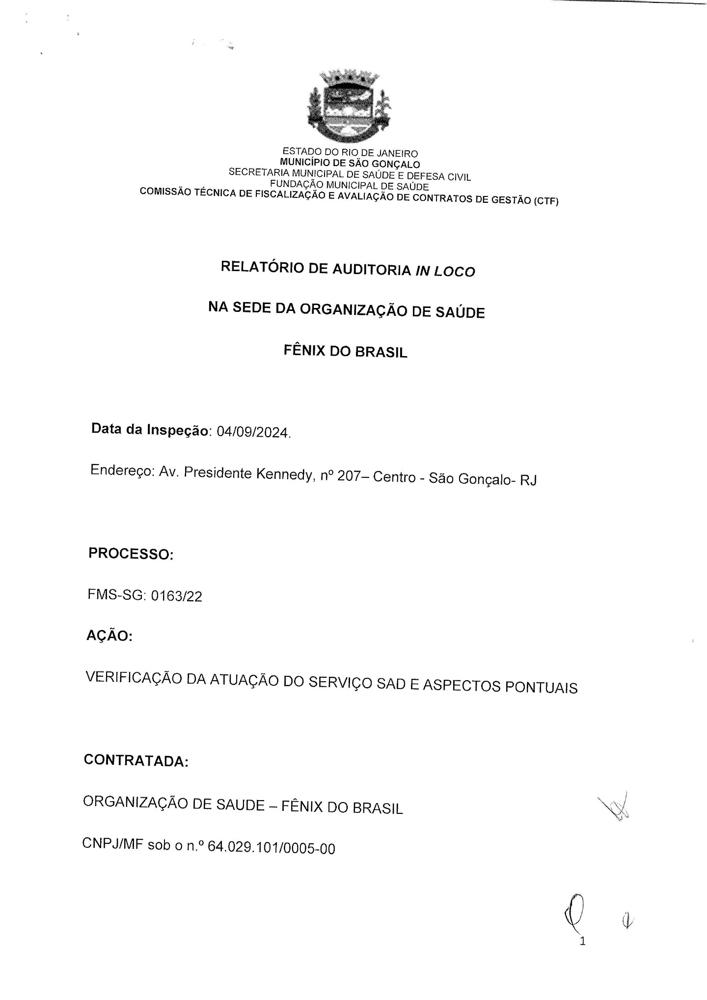 ESTADO DO RIO DE JANEIRO
MUNICÍPIO DE SÃO GONÇALO
SECRETARIA MUNICIPAL DE SAÚDE E DEFESA CIVIL
FUNDAÇÃO MUNICIPAL DE SAÚDE
COMISSÃO TÉCNICA DE FISCALIZAÇÃO E AVALIAÇÃO DE CONTRATOS DE GESTÃO (CTF)
RELATÓRIO DE AUDITORIA IN LOCO
NA SEDE DA ORGANIZAÇÃO DE SAÚDE
FÊNIX DO BRASIL
Data da Inspeção: 04/09/2024.
Endereço: Av. Presidente Kennedy, nº 207– Centro - São Gonçalo- RJ
PROCESSO:
FMS-SG: 0163/22
AÇÃO:
VERIFICAÇÃO DA ATUAÇÃO DO SERVIÇO SAD E ASPECTOS PONTUAIS
CONTRATADA:
ORGANIZAÇÃO DE SAUDE – FÊNIX DO BRASIL
CNPJ/MF sob o n.º 64.029.101/0005-00
1